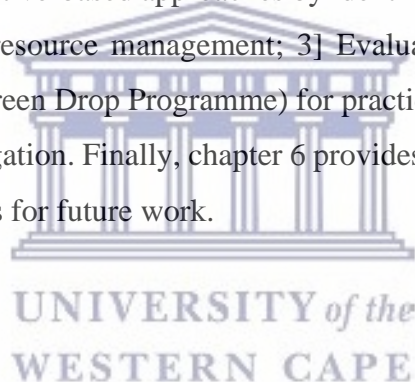 resource management; 3] Evalua
reen Drop Programme) for practi
gation. Finally, chapter 6 provides
s for future work.
UNIVERSITY of the
WESTERN CAPE